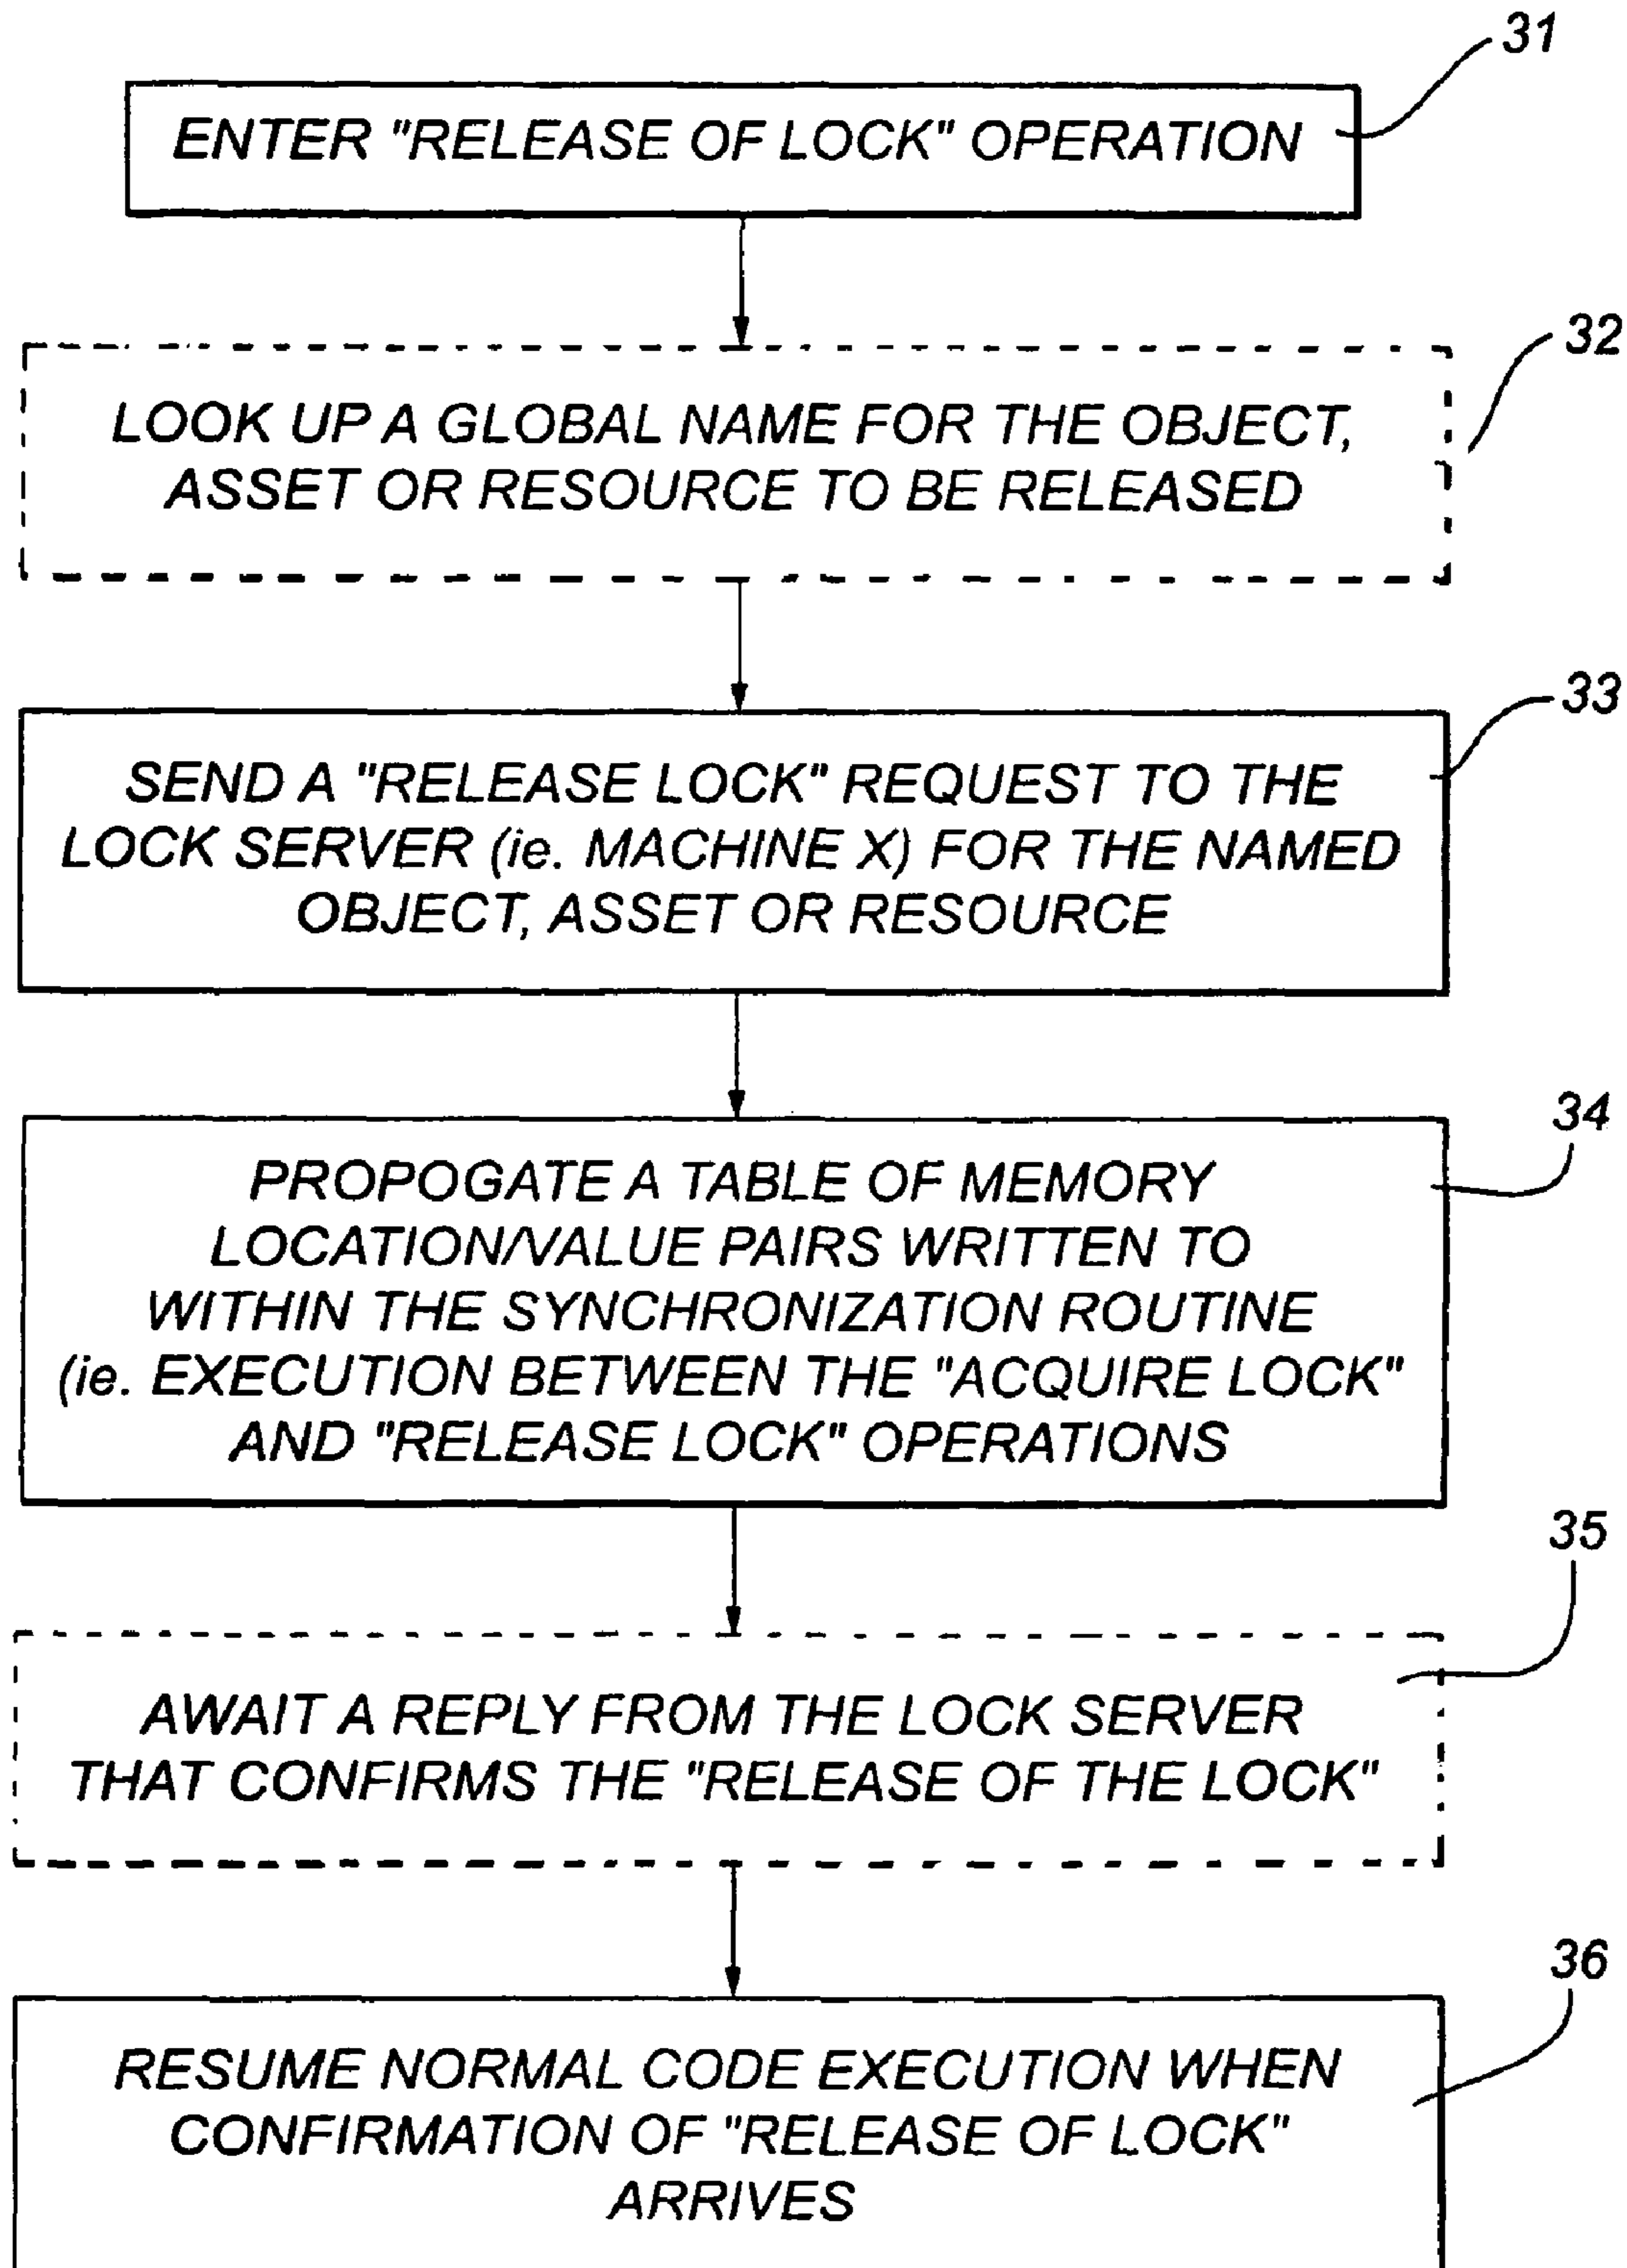 31
ENTER "RELEASE OF LOCK" OPERATION
32
LOOK UP A GLOBAL NAME FOR THE OBJECT,
ASSET OR RESOURCE TO BE RELEASED
33
SEND A "RELEASE LOCK" REQUEST TO THE
LOCK SERVER (ie. MACHINE X) FOR THE NAMED
OBJECT, ASSET OR RESOURCE
34
PROPOGATE A TABLE OF MEMORY
LOCATION/VALUE PAIRS WRITTEN TO
WITHIN THE SYNCHRONIZATION ROUTINE
(ie. EXECUTION BETWEEN THE "ACQUIRE LOCK"
AND "RELEASE LOCK" OPERATIONS
35
AWAIT A REPLY FROM THE LOCK SERVER
THAT CONFIRMS THE "RELEASE OF THE LOCK"
36
RESUME NORMAL CODE EXECUTION WHEN
CONFIRMATION OF "RELEASE OF LOCK"
ARRIVES